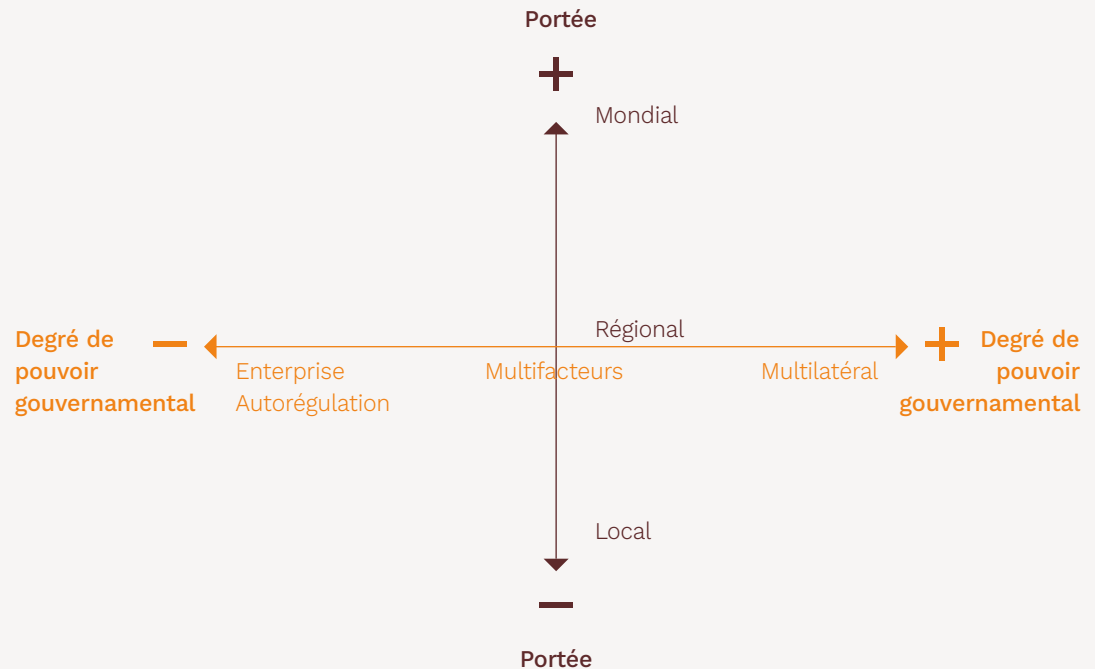 Portée
Mondial
Régional
Degré de
pouvoir
gouvernamental
Enterprise
Autorégulation
Multifacteurs
Multilatéral
Degré de
pouvoir
gouvernamental
Local
Portée